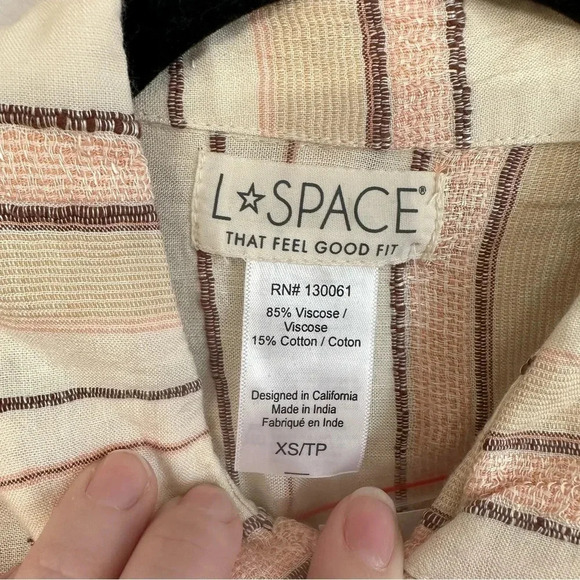 L☆SPACE®
THAT FEEL GOOD FIT
RN# 130061
85% Viscose /
Viscose
15% Cotton / Coton
Designed in California
Made in India
Fabriqué en Inde
XS/TP